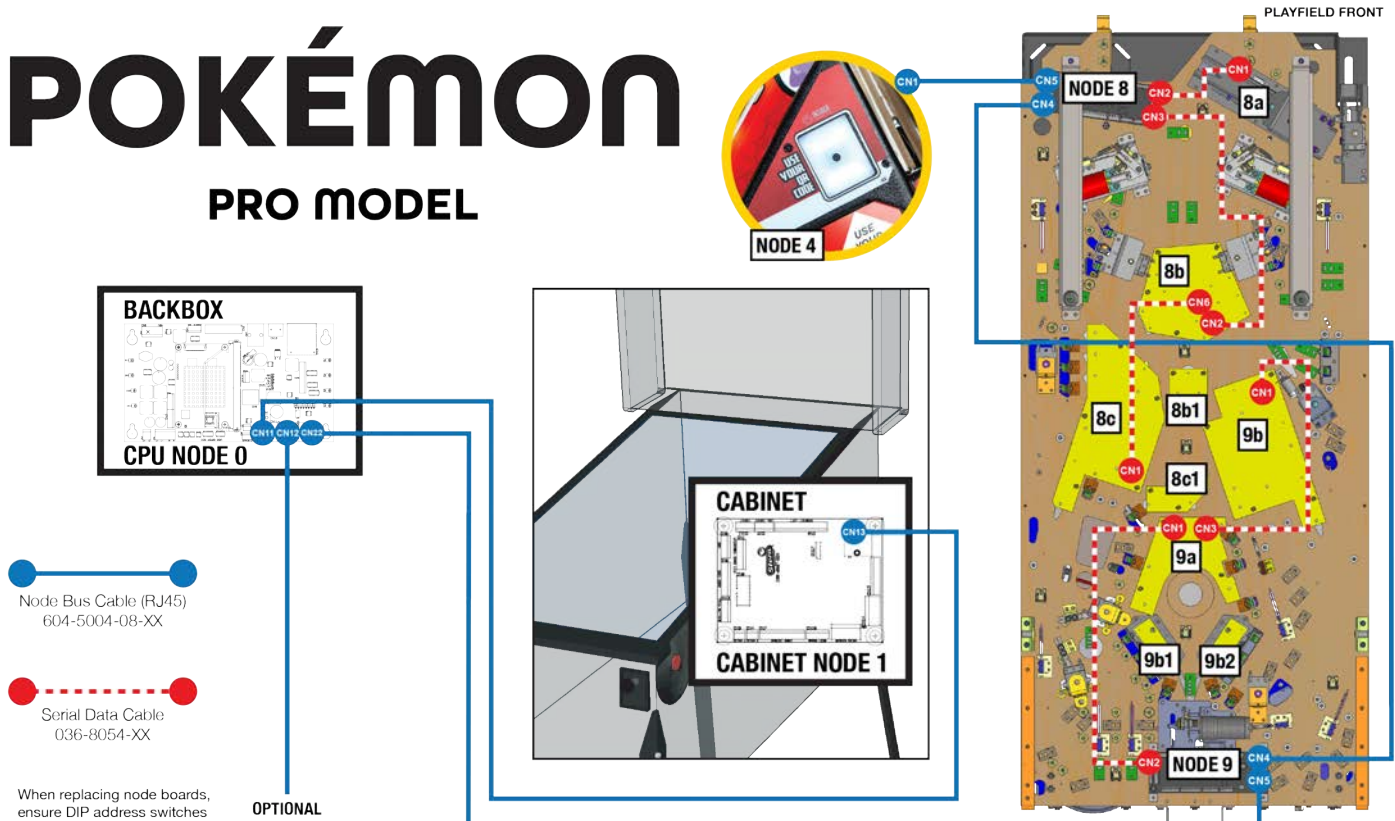 PLAYFIELD FRONT
POKÉMON
PRO MODEL
CN1
USE
YOUR
QR
CODE
USE
NODE 4
CN5
NODE 8
CN4
CN2
CN1
CN3
8a
8b
CN6
CN2
8c
8b1
CN1
9b
CN1
8c1
CN1
CN3
9a
9b1
9b2
CN2
NODE 9
CN4
CN5
BACKBOX
CN11
CN12
CN22
CPU NODE 0
CABINET
CN13
CABINET NODE 1
Node Bus Cable (RJ45)
604-5004-08-XX
Serial Data Cable
036-8054-XX
When replacing node boards,
ensure DIP address switches
OPTIONAL